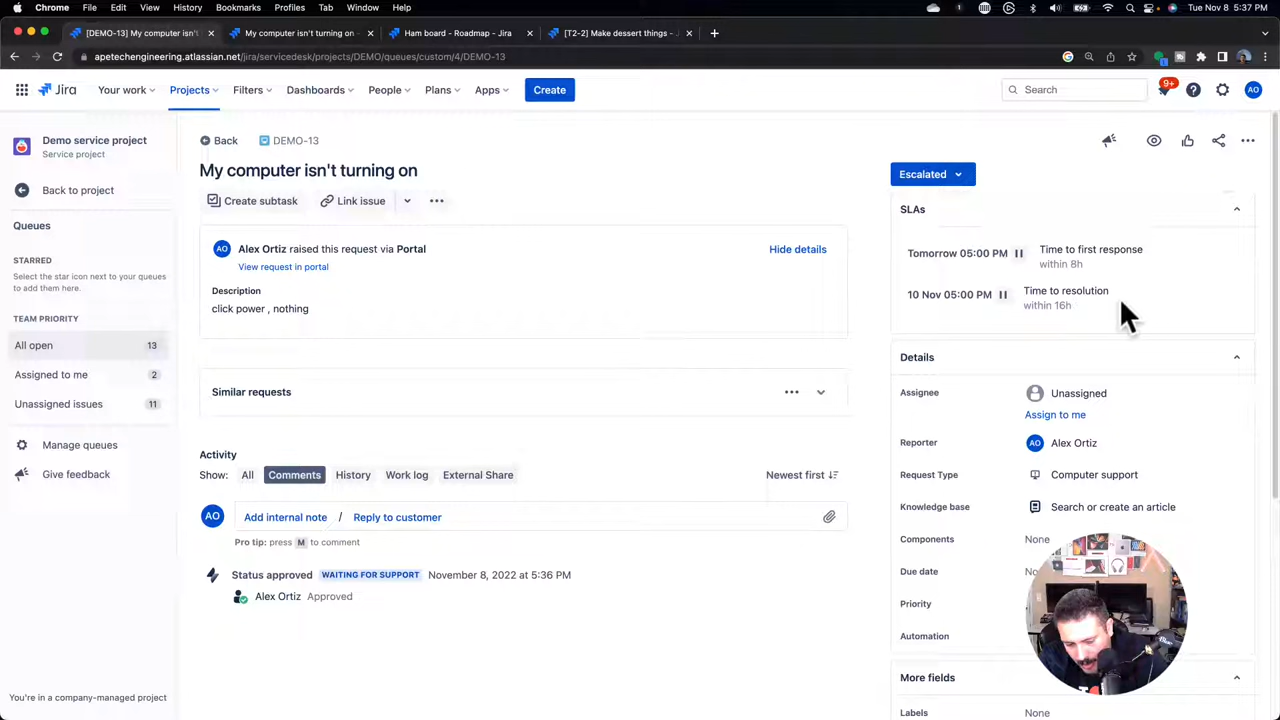 Chrome File Edit View History Bookmarks Profiles Tab Window Help
Tue Nov 8 5:37 PM
[DEMO-13] My computer isn't
My computer isn't turning on -
Ham board - Roadmap - Jira
[T2-2] Make dessert things - J
apetechengineering.atlassian.net/jira/servicedesk/projects/DEMO/queues/custom/4/DEMO-13
Jira Your work Projects Filters Dashboards People Plans Apps Create
Search
9+
AO
Demo service project
Service project
Back to project
Queues
STARRED
Select the star icon next to your queues
to add them here.
TEAM PRIORITY
All open 13
Assigned to me 2
Unassigned issues 11
Manage queues
Give feedback
You're in a company-managed project
Back DEMO-13
My computer isn't turning on
Create subtask Link issue
AO
Alex Ortiz raised this request via Portal
Hide details
View request in portal
Description
click power , nothing
Similar requests
Activity
Show: All Comments History Work log External Share
Newest first
AO
Add internal note / Reply to customer
Pro tip: press M to comment
Status approved WAITING FOR SUPPORT November 8, 2022 at 5:36 PM
Alex Ortiz Approved
Escalated
SLAs
Tomorrow 05:00 PM Time to first response
within 8h
10 Nov 05:00 PM Time to resolution
within 16h
Details
Assignee Unassigned
Assign to me
Reporter AO Alex Ortiz
Request Type Computer support
Knowledge base Search or create an article
Components None
Due date
Priority
Automation
More fields
Labels None